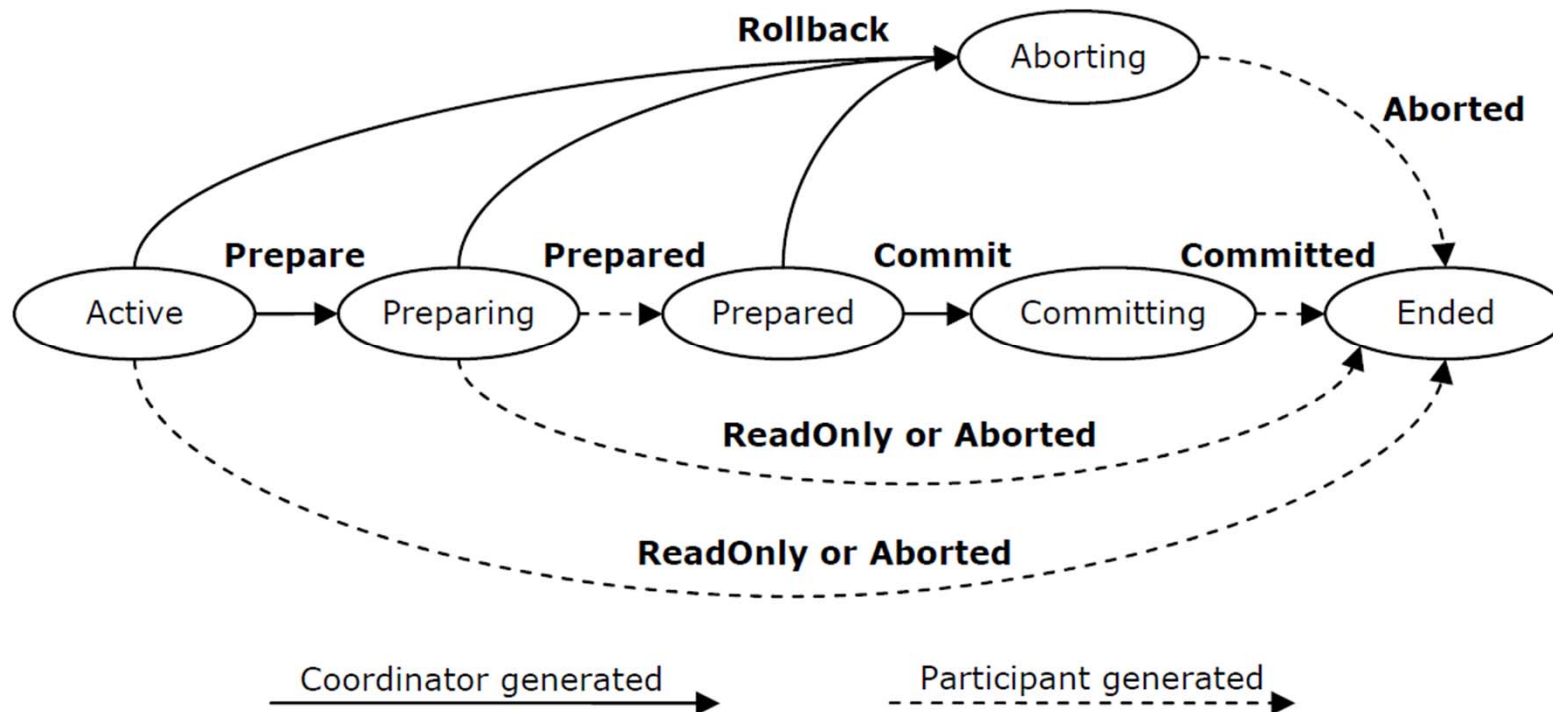 Rollback
Aborting
Aborted
Prepare
Prepared
Commit
Committed
Active
Preparing
Prepared
Committing
Ended
ReadOnly or Aborted
ReadOnly or Aborted
Coordinator generated
Participant generated